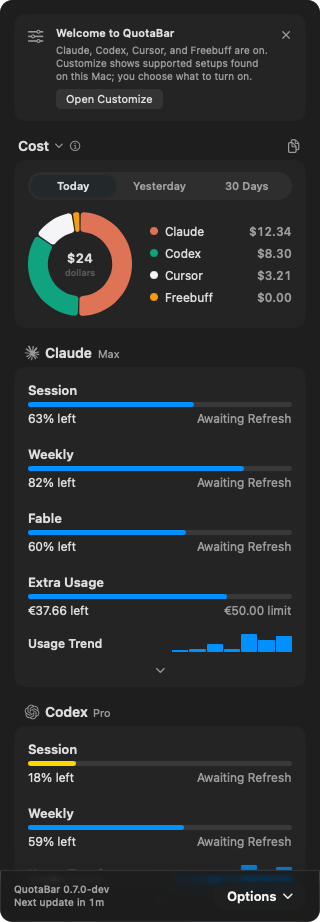 Welcome to QuotaBar
Claude, Codex, Cursor, and Freebuff are on.
Customize shows supported setups found
on this Mac; you choose what to turn on.
Open Customize
Cost
Today Yesterday 30 Days
$24
dollars
Claude $12.34
Codex $8.30
Cursor $3.21
Freebuff $0.00
Claude Max
Session
63% left Awaiting Refresh
Weekly
82% left Awaiting Refresh
Fable
60% left Awaiting Refresh
Extra Usage
€37.66 left €50.00 limit
Usage Trend
Codex Pro
Session
18% left Awaiting Refresh
Weekly
59% left Awaiting Refresh
QuotaBar 0.7.0-dev
Next update in 1m
Options